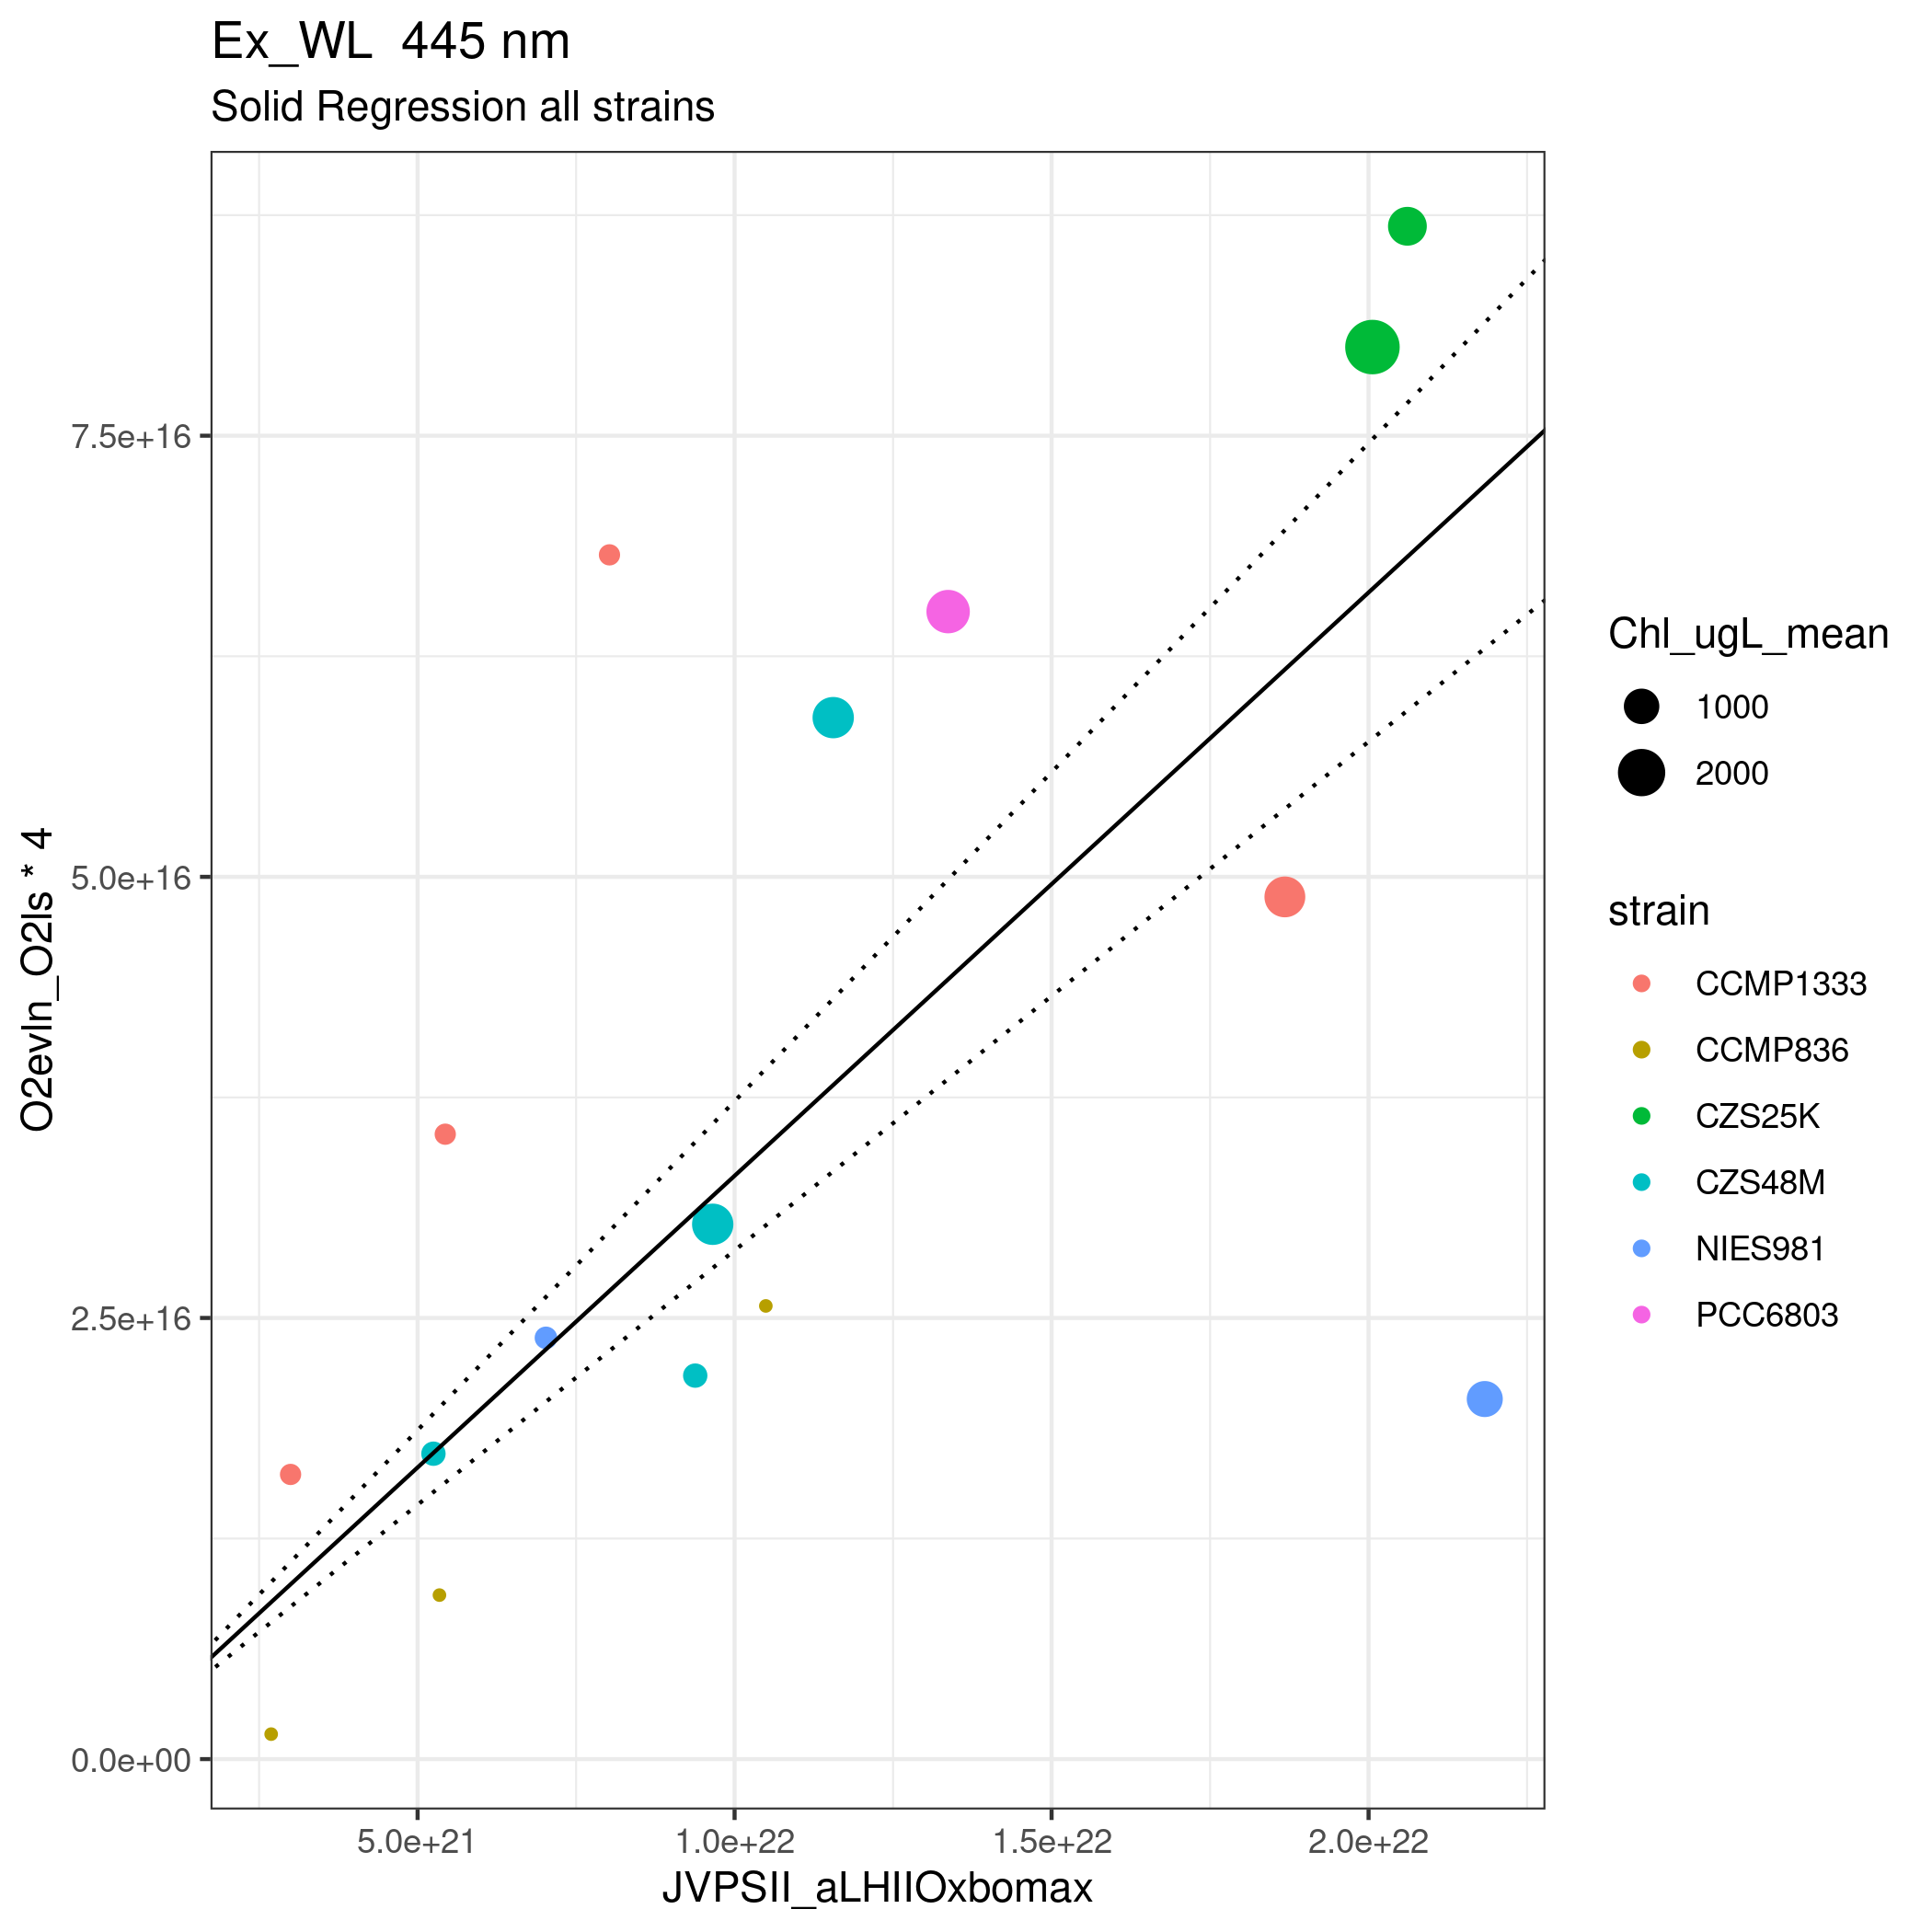 Ex_WL  445 nm
Solid Regression all strains
7.5e+16
5.0e+16
2.5e+16
0.0e+00
O2evln_O2ls * 4
5.0e+21
1.0e+22
1.5e+22
2.0e+22
JVPSII_aLHIIOxbomax
Chl_ugL_mean
1000
2000
strain
CCMP1333
CCMP836
CZS25K
CZS48M
NIES981
PCC6803